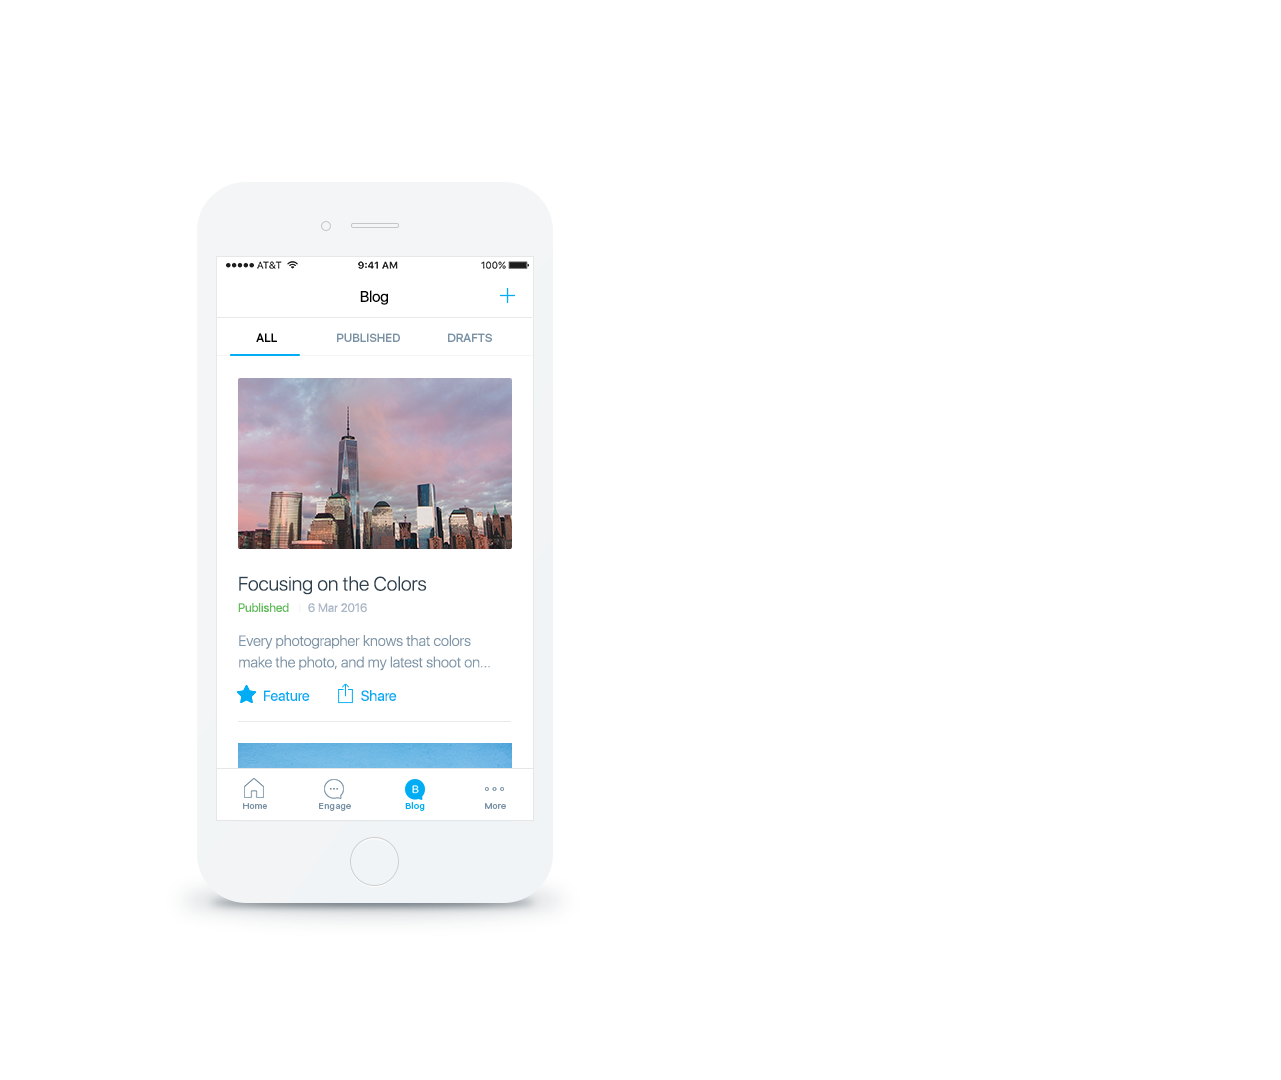 AT&T 9:41 AM 100%
Blog
ALL PUBLISHED DRAFTS
Focusing on the Colors
Published 6 Mar 2016
Every photographer knows that colors
make the photo, and my latest shoot on...
Feature Share
B
Home Engage Blog More